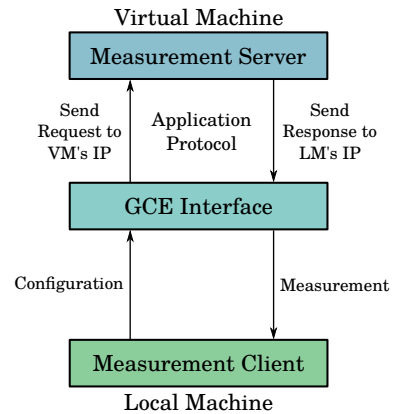 Virtual Machine
Measurement Server
Send
Request to
VM's IP
Application
Protocol
Send
Response to
LM's IP
GCE Interface
Configuration
Measurement
Measurement Client
Local Machine